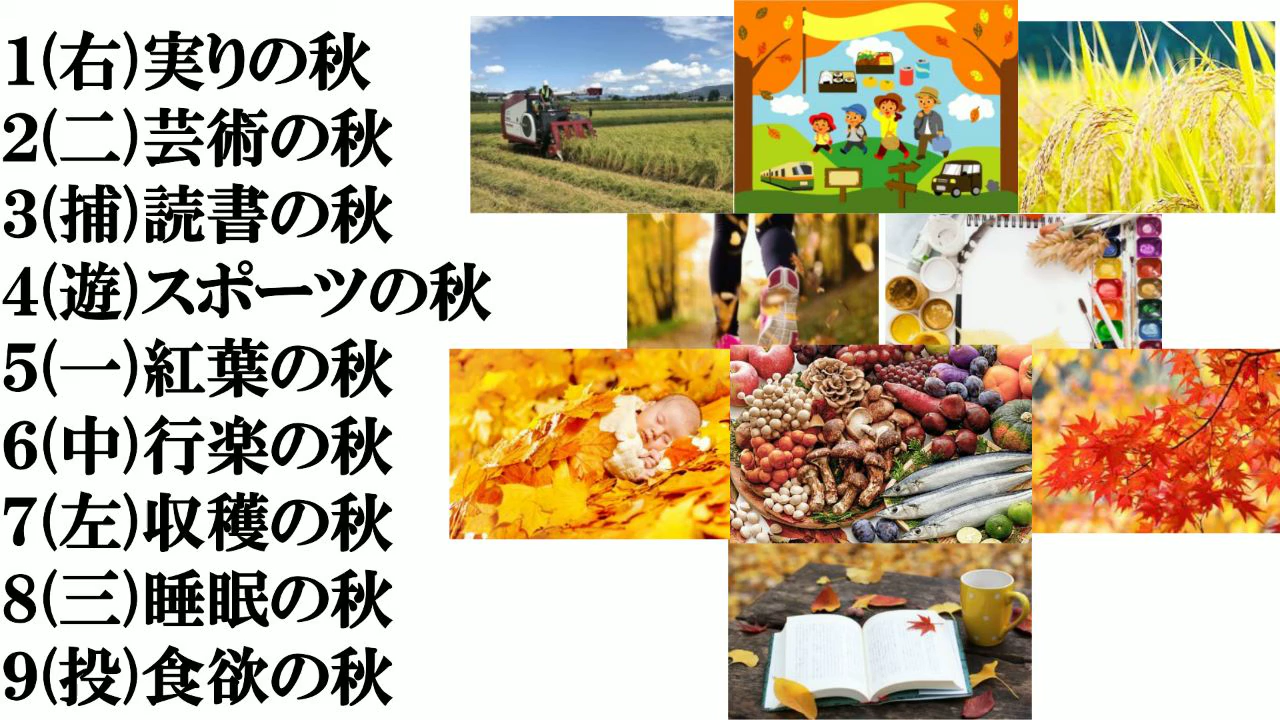 1(右)実りの秋
2(二)芸術の秋
3(捕)読書の秋
4(遊)スポーツの秋
5(一)紅葉の秋
6(中)行楽の秋
7(左)収穫の秋
8(三)睡眠の秋
9(投)食欲の秋